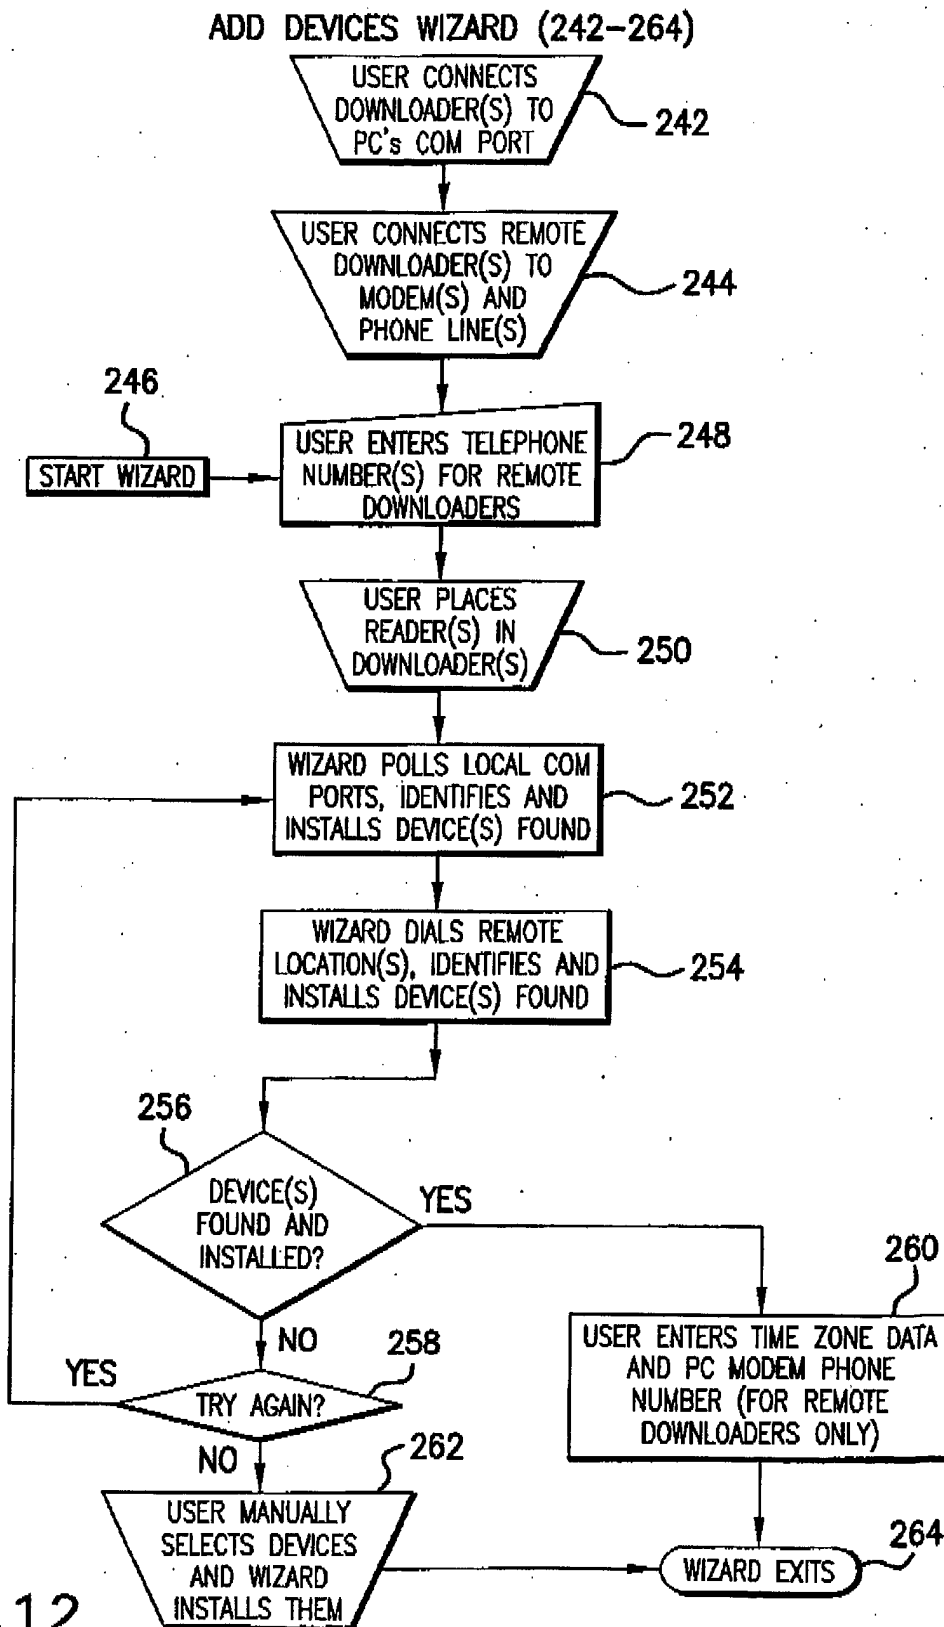 ADD DEVICES WIZARD (242-264)
USER CONNECTS
DOWNLOADER(S) TO
PC's COM PORT
242
USER CONNECTS REMOTE
DOWNLOADER(S) TO
MODEM(S) AND
PHONE LINE(S)
244
246
START WIZARD
USER ENTERS TELEPHONE
NUMBER(S) FOR REMOTE
DOWNLOADERS
248
USER PLACES
READER(S) IN
DOWNLOADER(S)
250
WIZARD POLLS LOCAL COM
PORTS, IDENTIFIES AND
INSTALLS DEVICE(S) FOUND
252
WIZARD DIALS REMOTE
LOCATION(S), IDENTIFIES AND
INSTALLS DEVICE(S) FOUND
254
256
DEVICE(S)
FOUND AND
INSTALLED?
YES
NO
258
YES
TRY AGAIN?
NO
260
USER ENTERS TIME ZONE DATA
AND PC MODEM PHONE
NUMBER (FOR REMOTE
DOWNLOADERS ONLY)
262
USER MANUALLY
SELECTS DEVICES
AND WIZARD
INSTALLS THEM
264
WIZARD EXITS
12